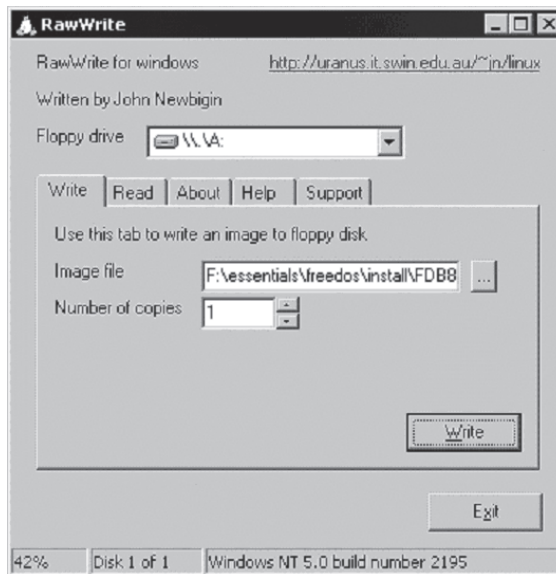 RawWrite
RawWrite for windows http://uranus.it.swin.edu.au/~jn/linux
Written by John Newbigin
Floppy drive \\.\A:
Write Read About Help Support
Use this tab to write an image to floppy disk.
Image file F:\essentials\freedos\install\FDB8 ...
Number of copies 1
Write
Exit
42% Disk 1 of 1 Windows NT 5.0 build number 2195